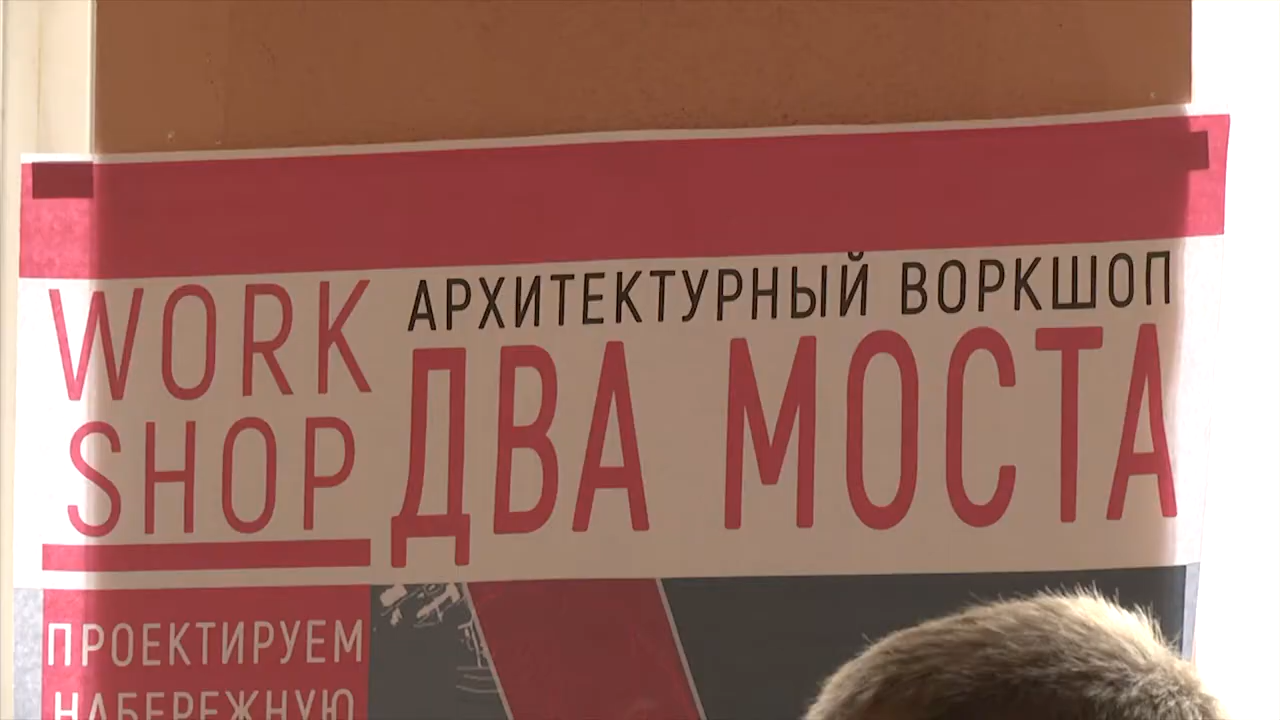 WORK
SHOP
АРХИТЕКТУРНЫЙ ВОРКШОП
ДВА МОСТА
ПРОЕКТИРУЕМ
НАБЕРЕЖНУЮ